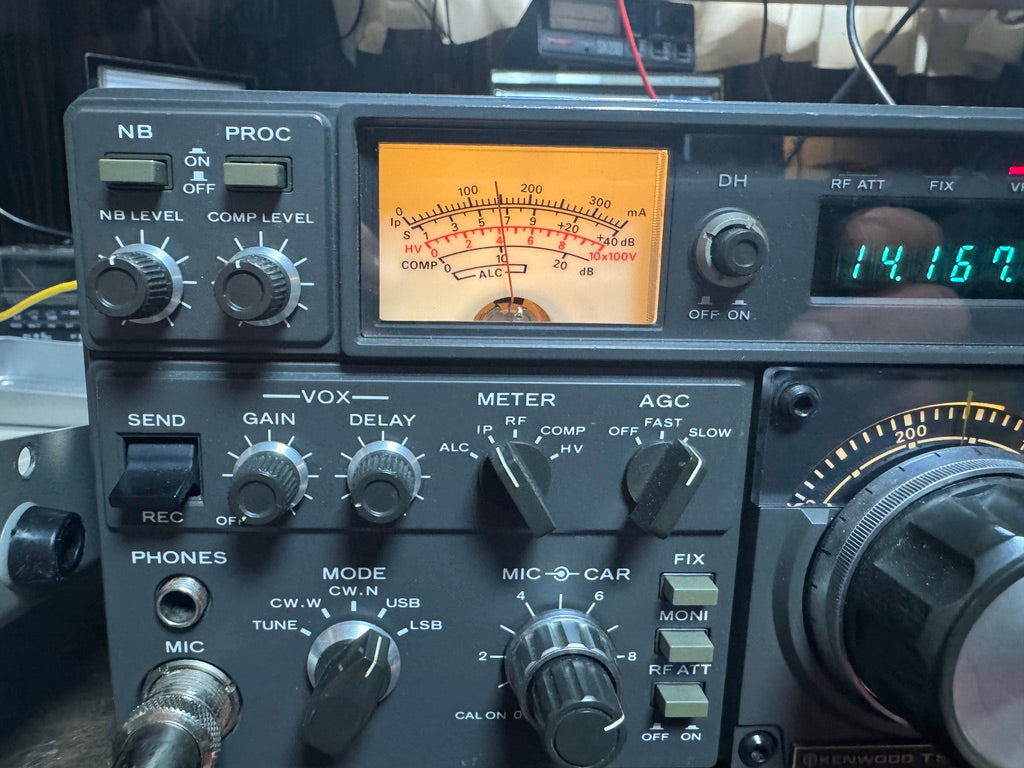 NB
PROC
ON
OFF
NB LEVEL
COMP LEVEL
0 100 200 300 mA
Ip
S 1 3 5 7 9 +20 +40 dB
HV 0 2 4 6 8 10x100V
COMP 0 10 20 dB
ALC
DH
OFF ON
RF ATT
FIX
14.167.
VOX
SEND
REC
GAIN
OFF
DELAY
METER
ALC
IP
RF
COMP
HV
AGC
OFF
FAST
SLOW
200
PHONES
MIC
MODE
TUNE
CW.W
CW.N
USB
LSB
MIC CAR
4
6
2
8
CAL ON 0
FIX
MONI
RF ATT
OFF ON
KENWOOD